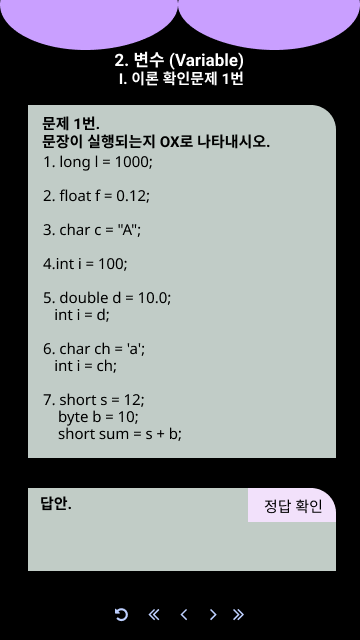 2. 변수 (Variable)
I. 이론 확인문제 1번
문제 1번.
문장이 실행되는지 OX로 나타내시오.
1. long l = 1000;
2. float f = 0.12;
3. char c = "A";
4.int i = 100;
5. double d = 10.0;
int i = d;
6. char ch = 'a';
int i = ch;
7. short s = 12;
byte b = 10;
short sum = s + b;
답안.
정답 확인